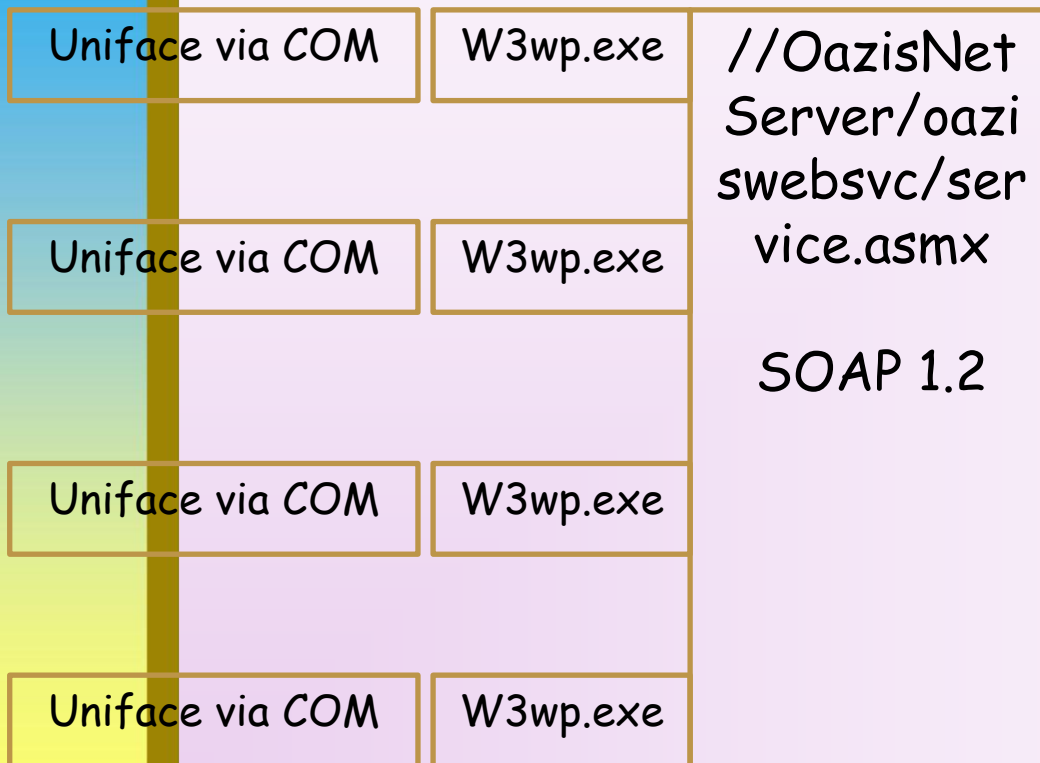 Uniface via COM
W3wp.exe
//OazisNet
Server/oazi
swebsvc/ser
vice.asmx
SOAP 1.2
Uniface via COM
W3wp.exe
Uniface via COM
W3wp.exe
Uniface via COM
W3wp.exe